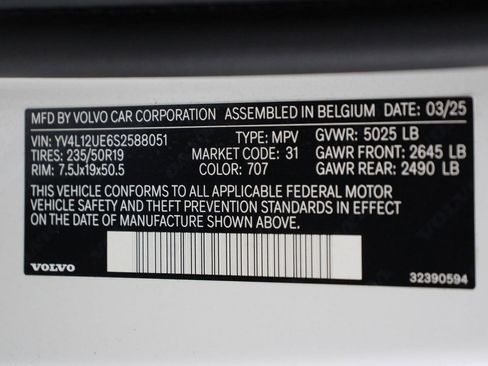 MFD BY VOLVO CAR CORPORATION ASSEMBLED IN BELGIUM DATE: 03/25
VIN: YV4L12UE6S2588051 TYPE: MPV GVWR: 5025 LB
TIRES: 235/50R19 MARKET CODE: 31 GAWR FRONT: 2645 LB
RIM: 7.5Jx19x50.5 COLOR: 707 GAWR REAR: 2490 LB
THIS VEHICLE CONFORMS TO ALL APPLICABLE FEDERAL MOTOR
VEHICLE SAFETY AND THEFT PREVENTION STANDARDS IN EFFECT
ON THE DATE OF MANUFACTURE SHOWN ABOVE.
VOLVO 32390594